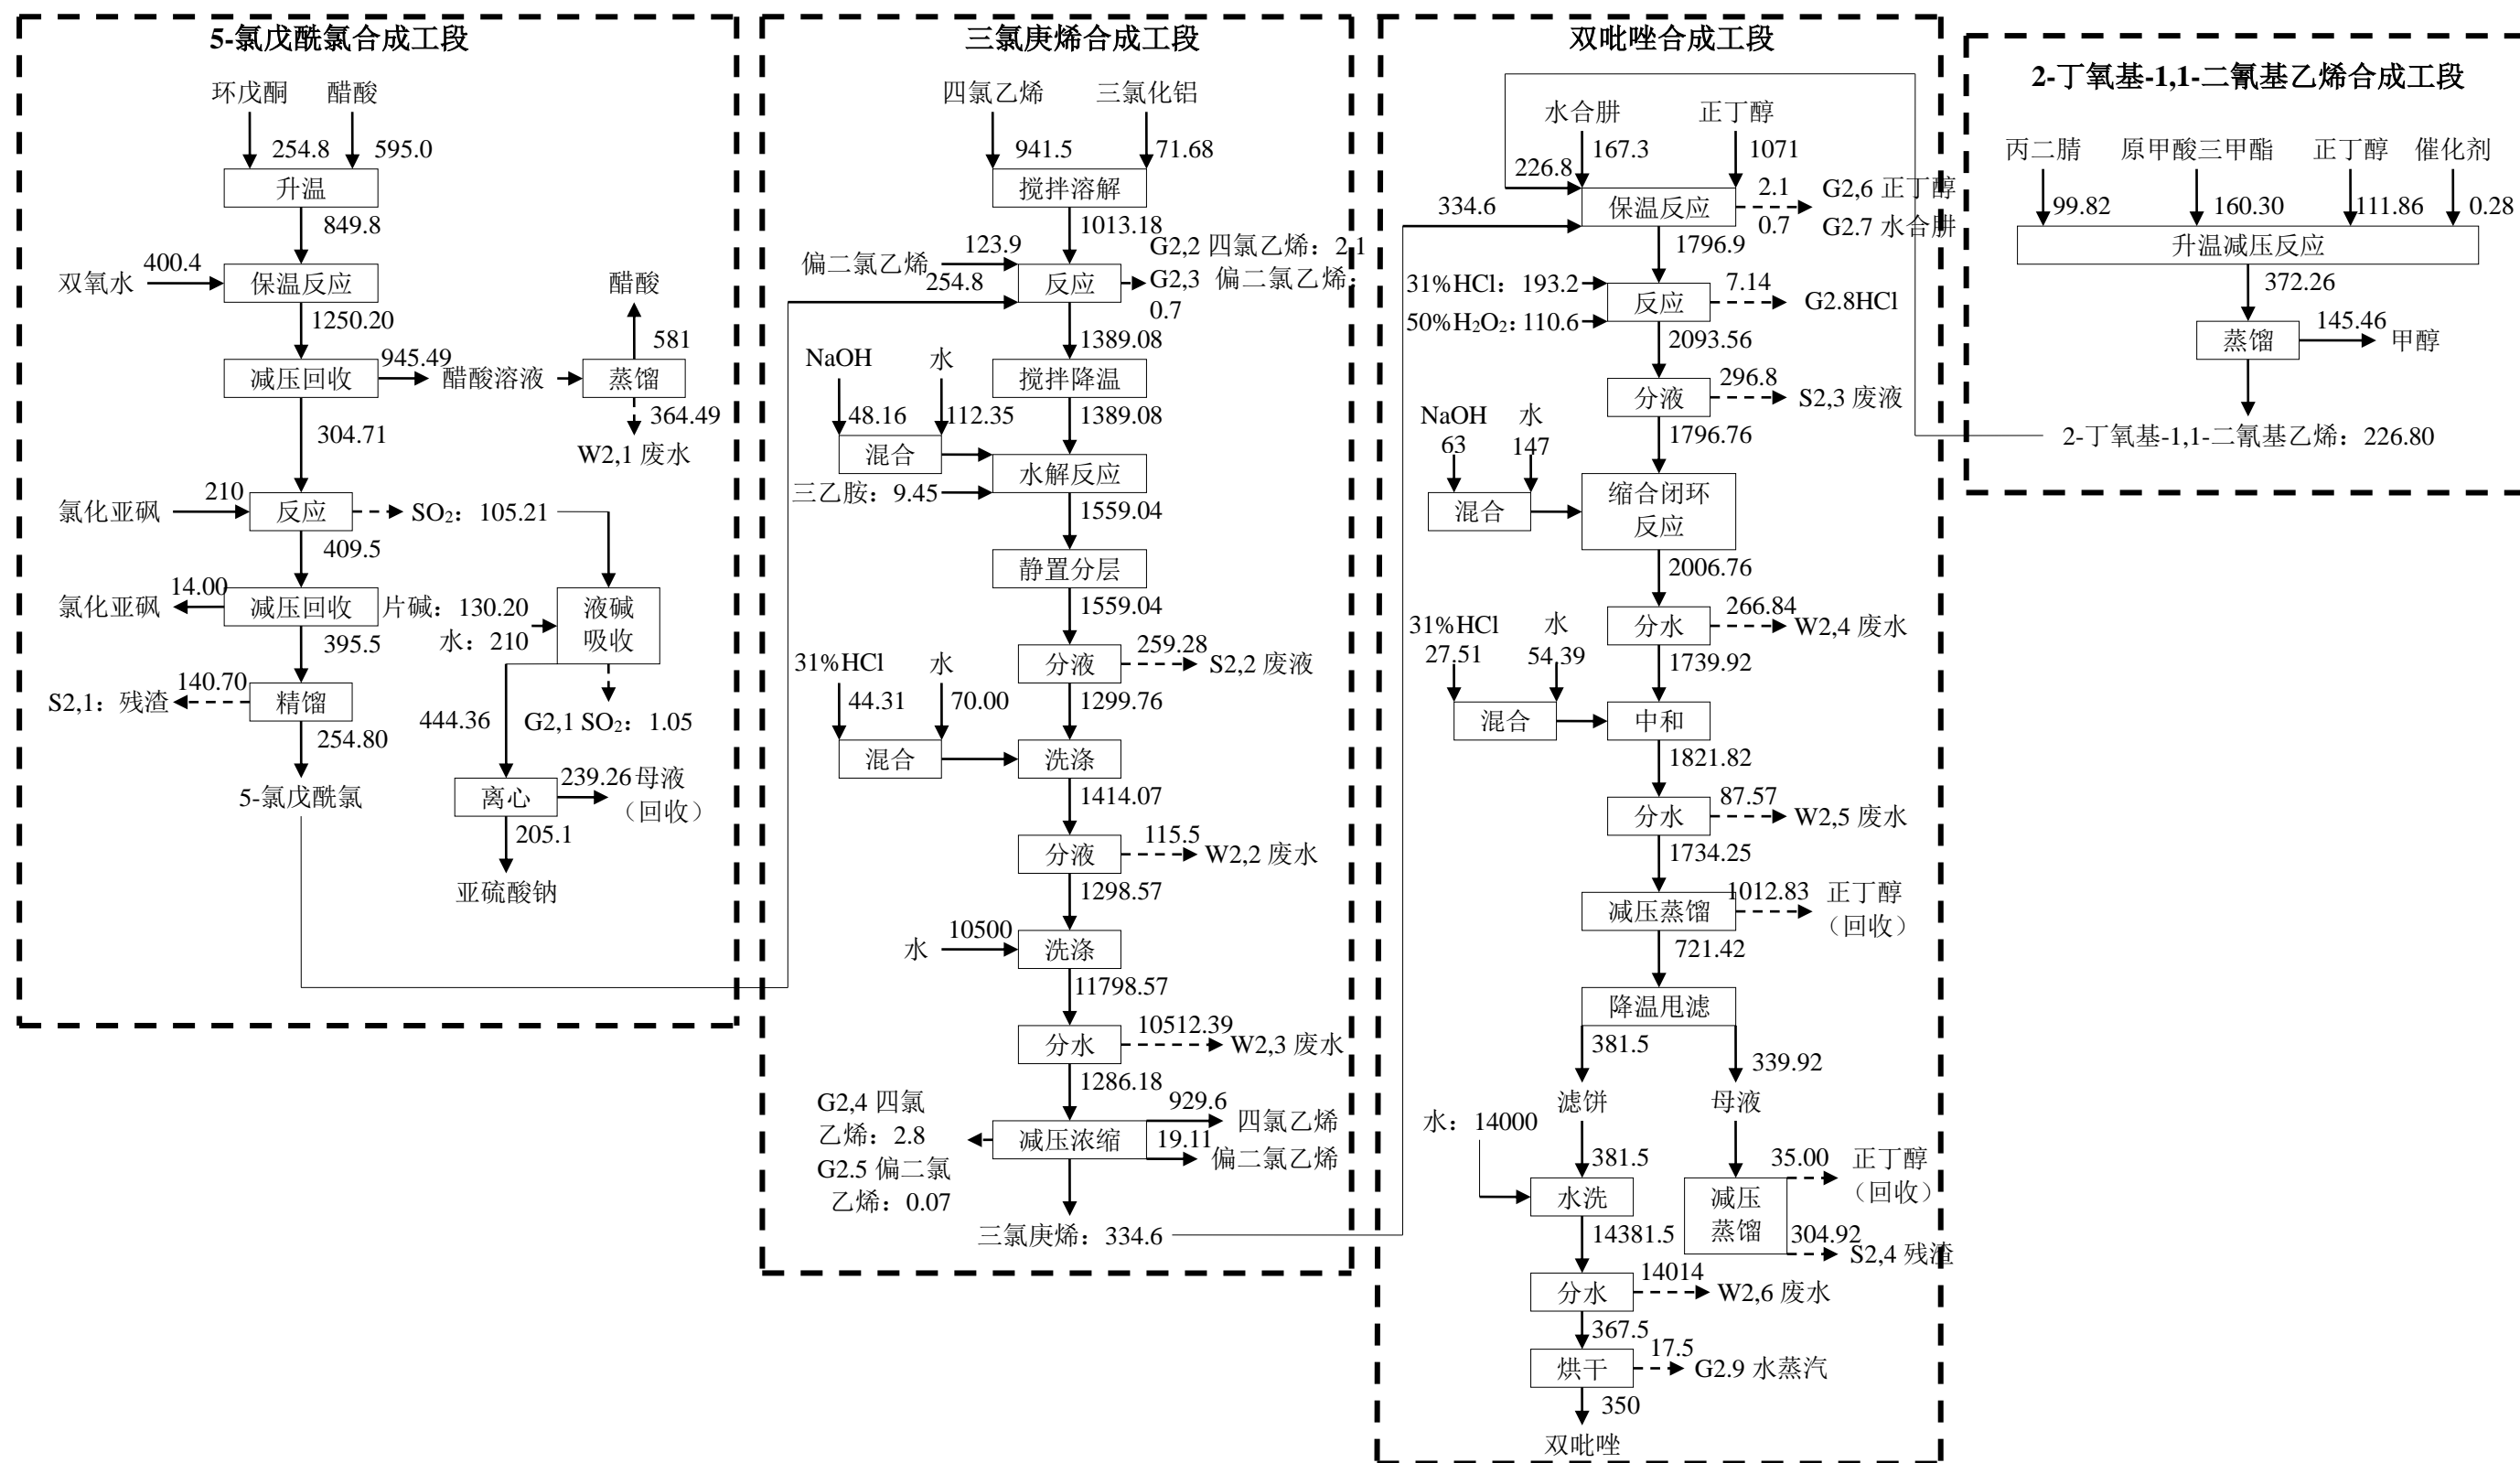 5-氯戊酰氯合成工段
环戊酮 醋酸
254.8 595.0
升温
849.8
双氧水 400.4
保温反应
1250.20
减压回收
945.49
醋酸溶液
蒸馏
581
醋酸
364.49
W2,1 废水
304.71
氯化亚砜 210
反应
SO₂：105.21
409.5
氯化亚砜 14.00
减压回收
片碱：130.20
水：210
液碱
吸收
395.5
S2,1：残渣 140.70
精馏
254.80
5-氯戊酰氯
444.36
G2,1 SO₂：1.05
离心
239.26 母液
（回收）
205.1
亚硫酸钠
三氯庚烯合成工段
四氯乙烯 三氯化铝
941.5 71.68
搅拌溶解
1013.18
偏二氯乙烯 123.9
254.8
反应
G2,2 四氯乙烯：2.1
G2,3 偏二氯乙烯：
0.7
1389.08
搅拌降温
1389.08
NaOH 水
48.16 112.35
混合
水解反应
三乙胺：9.45
1559.04
静置分层
1559.04
分液
259.28
S2,2 废液
1299.76
31%HCl 水
44.31 70.00
混合
洗涤
1414.07
分液
115.5
W2,2 废水
1298.57
水 10500
洗涤
11798.57
分水
10512.39
W2,3 废水
1286.18
G2,4 四氯
乙烯：2.8
G2.5 偏二氯
乙烯：0.07
减压浓缩
929.6
四氯乙烯
19.11
偏二氯乙烯
三氯庚烯：334.6
双吡唑合成工段
水合肼 正丁醇
167.3 1071
226.8
334.6
保温反应
2.1 G2,6 正丁醇
0.7 G2.7 水合肼
1796.9
31%HCl：193.2
50%H₂O₂：110.6
反应
7.14
G2.8HCl
2093.56
分液
296.8
S2,3 废液
1796.76
NaOH 水
63 147
混合
缩合闭环
反应
2006.76
分水
266.84
W2,4 废水
1739.92
31%HCl 水
27.51 54.39
混合
中和
1821.82
分水
87.57
W2,5 废水
1734.25
减压蒸馏
1012.83 正丁醇
（回收）
721.42
降温甩滤
381.5 339.92
滤饼 母液
水：14000
381.5
水洗
减压
蒸馏
35.00 正丁醇
（回收）
304.92
S2,4 残渣
14381.5
分水
14014
W2,6 废水
367.5
烘干
17.5
G2.9 水蒸汽
350
双吡唑
2-丁氧基-1,1-二氰基乙烯合成工段
丙二腈 原甲酸三甲酯 正丁醇 催化剂
99.82 160.30 111.86 0.28
升温减压反应
372.26
蒸馏
145.46
甲醇
2-丁氧基-1,1-二氰基乙烯：226.80